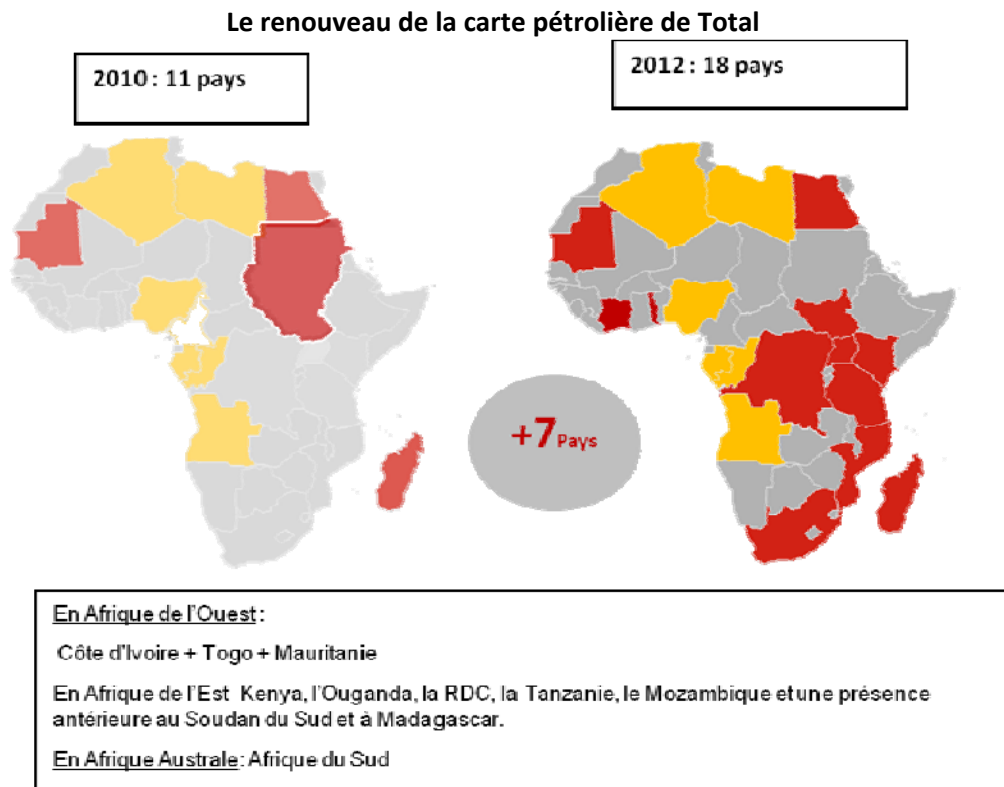 Le renouveau de la carte pétrolière de Total
2010 : 11 pays
2012 : 18 pays
+7 Pays
En Afrique de l'Ouest :
Côte d'Ivoire + Togo + Mauritanie
En Afrique de l'Est Kenya, l'Ouganda, la RDC, la Tanzanie, le Mozambique et une présence
antérieure au Soudan du Sud et à Madagascar.
En Afrique Australe: Afrique du Sud